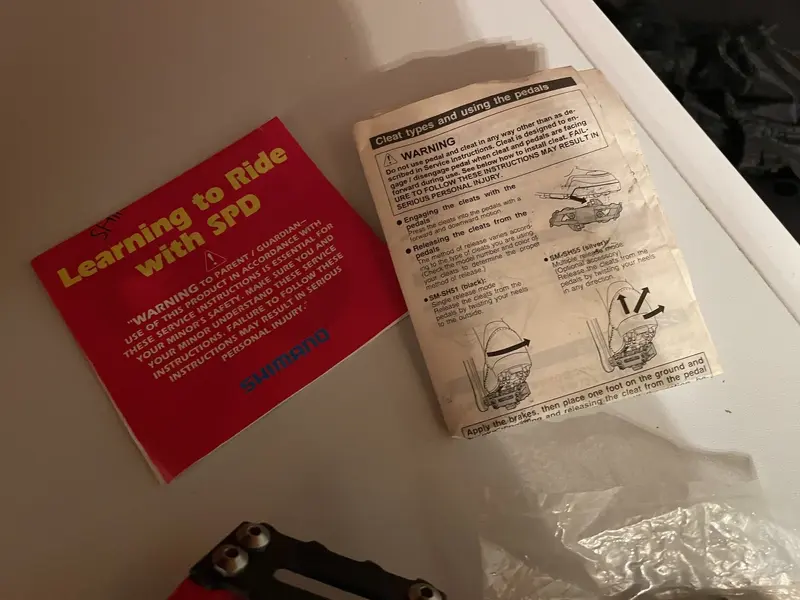 Learning to Ride
with SPD
"WARNING TO PARENT / GUARDIAN--
USE OF THIS PRODUCT IN ACCORDANCE WITH
THESE SERVICE INSTRUCTIONS IS ESSENTIAL FOR
YOUR MINOR'S SAFETY. MAKE SURE YOU AND
YOUR MINOR UNDERSTAND THESE SERVICE
INSTRUCTIONS. FAILURE TO FOLLOW THESE
INSTRUCTIONS MAY RESULT IN SERIOUS
PERSONAL INJURY."
SHIMANO
Cleat types and using the pedals
WARNING
Do not use pedal and cleat in any way other than as de-
scribed in Service instructions. Cleat is designed to en-
gage / disengage pedal when cleat and pedals are facing
forward during use. See below how to install cleat. FAIL-
URE TO FOLLOW THESE INSTRUCTIONS MAY RESULT IN
SERIOUS PERSONAL INJURY.
● Engaging the cleats with the
pedals
Press the cleats into the pedals with a
forward and downward motion.
● Releasing the cleats from the
pedals
The method of release varies accord-
ing to the type of cleats you are using.
(Check the model number and color of
your cleats to determine the proper
method of release.)
● SM-SH51 (black):
Single release mode
Release the cleats from the
pedals by twisting your heels
to the outside.
● SM-SH55 (silver):
Multiple release mode
(Optional accessory)
Release the cleats from the
pedals by twisting your heels
in any direction.
Apply the brakes, then place one foot on the ground and
and releasing the cleat from the pedal